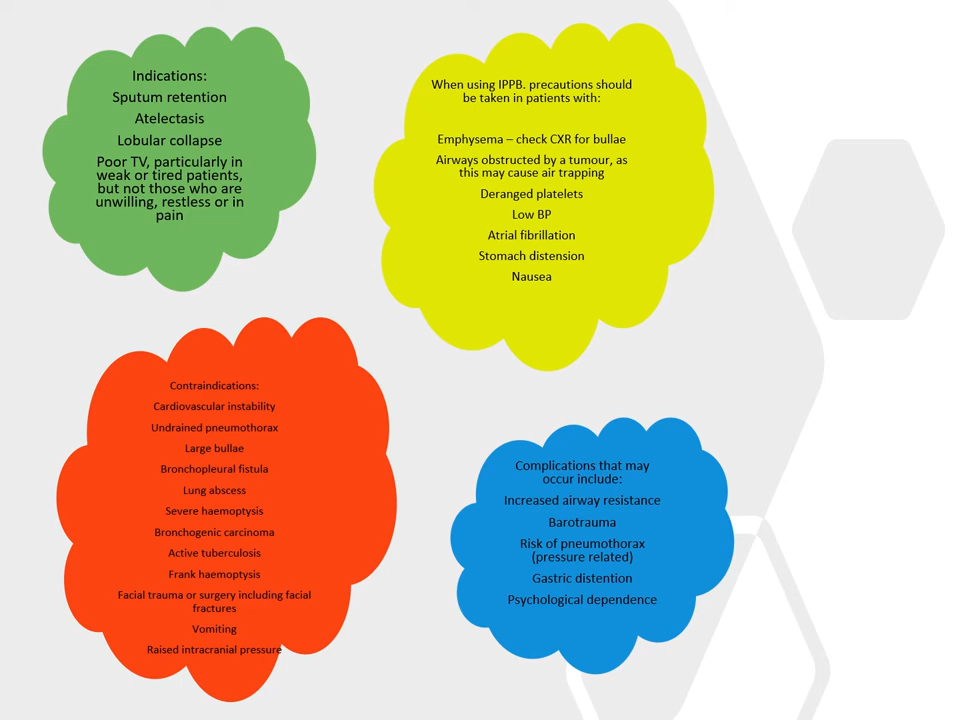 Indications:
Sputum retention
Atelectasis
Lobular collapse
Poor TV, particularly in
weak or tired patients,
but not those who are
unwilling, restless or in
pain
When using IPPB. precautions should
be taken in patients with:
Emphysema – check CXR for bullae
Airways obstructed by a tumour, as
this may cause air trapping
Deranged platelets
Low BP
Atrial fibrillation
Stomach distension
Nausea
Contraindications:
Cardiovascular instability
Undrained pneumothorax
Large bullae
Bronchopleural fistula
Lung abscess
Severe haemoptysis
Bronchogenic carcinoma
Active tuberculosis
Frank haemoptysis
Facial trauma or surgery including facial
fractures
Vomiting
Raised intracranial pressure
Complications that may
occur include:
Increased airway resistance
Barotrauma
Risk of pneumothorax
(pressure related)
Gastric distention
Psychological dependence